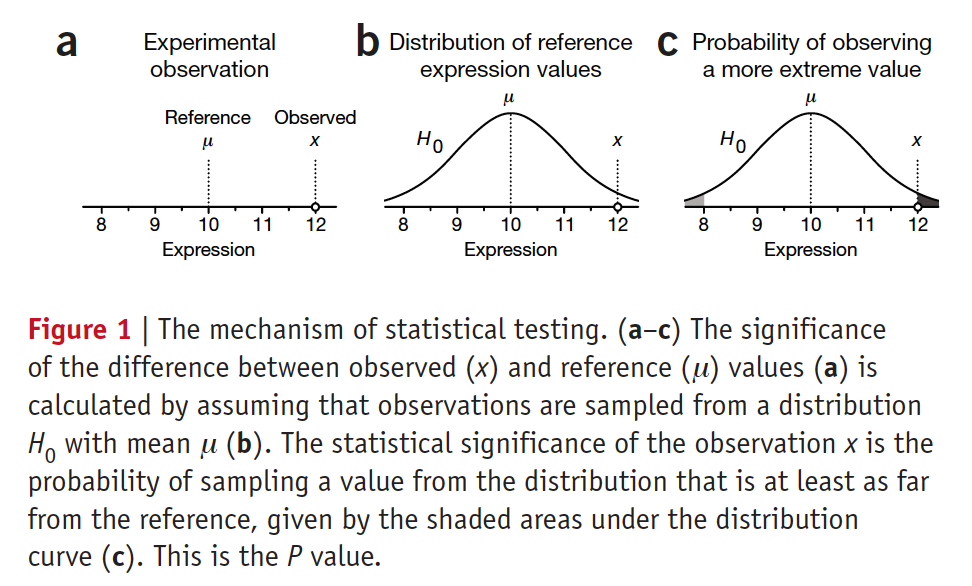 a Experimental
observation
Reference Observed
μ x
8 9 10 11 12
Expression
b Distribution of reference
expression values
μ
H0 x
8 9 10 11 12
Expression
c Probability of observing
a more extreme value
μ
H0 x
8 9 10 11 12
Expression
Figure 1 | The mechanism of statistical testing. (a–c) The significance
of the difference between observed (x) and reference (μ) values (a) is
calculated by assuming that observations are sampled from a distribution
H0 with mean μ (b). The statistical significance of the observation x is the
probability of sampling a value from the distribution that is at least as far
from the reference, given by the shaded areas under the distribution
curve (c). This is the P value.